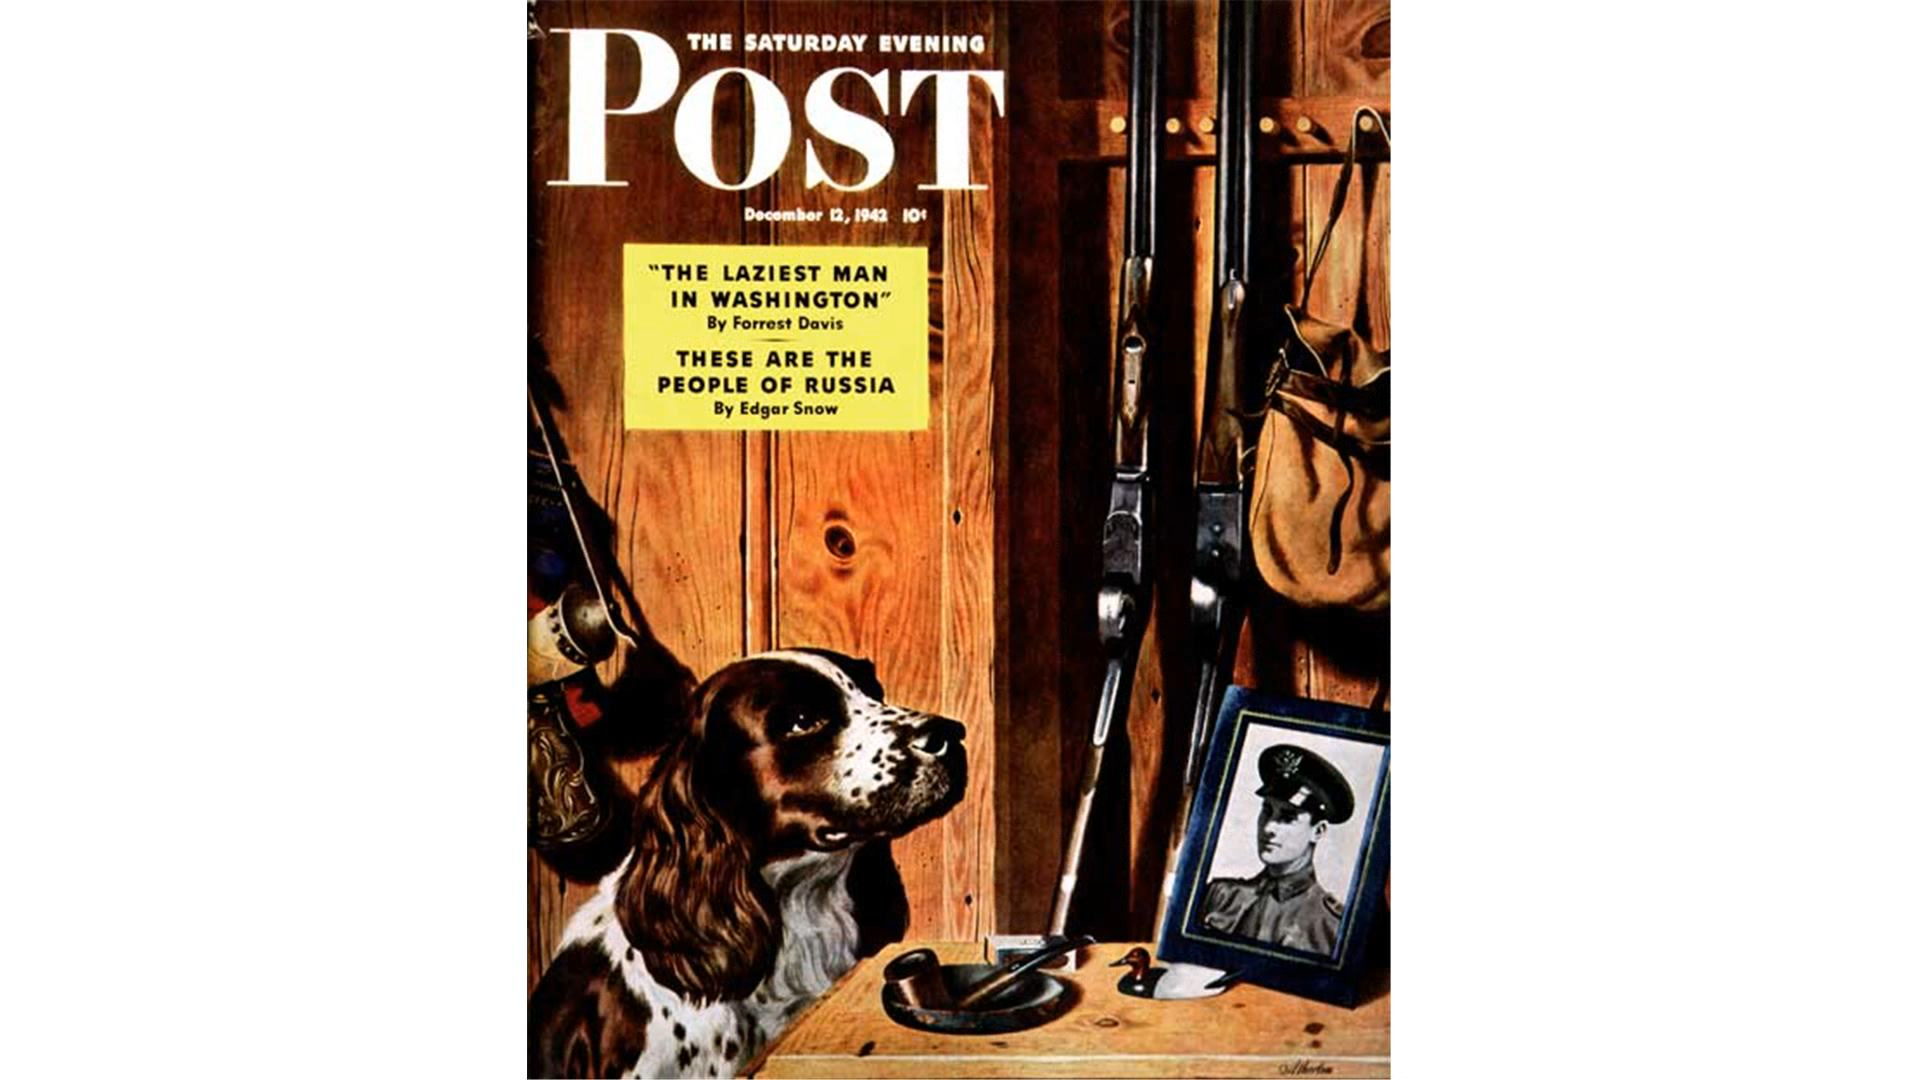 THE SATURDAY EVENING
POST
December 12, 1942 10¢
"THE LAZIEST MAN
IN WASHINGTON"
By Forrest Davis
THESE ARE THE
PEOPLE OF RUSSIA
By Edgar Snow
Atherton